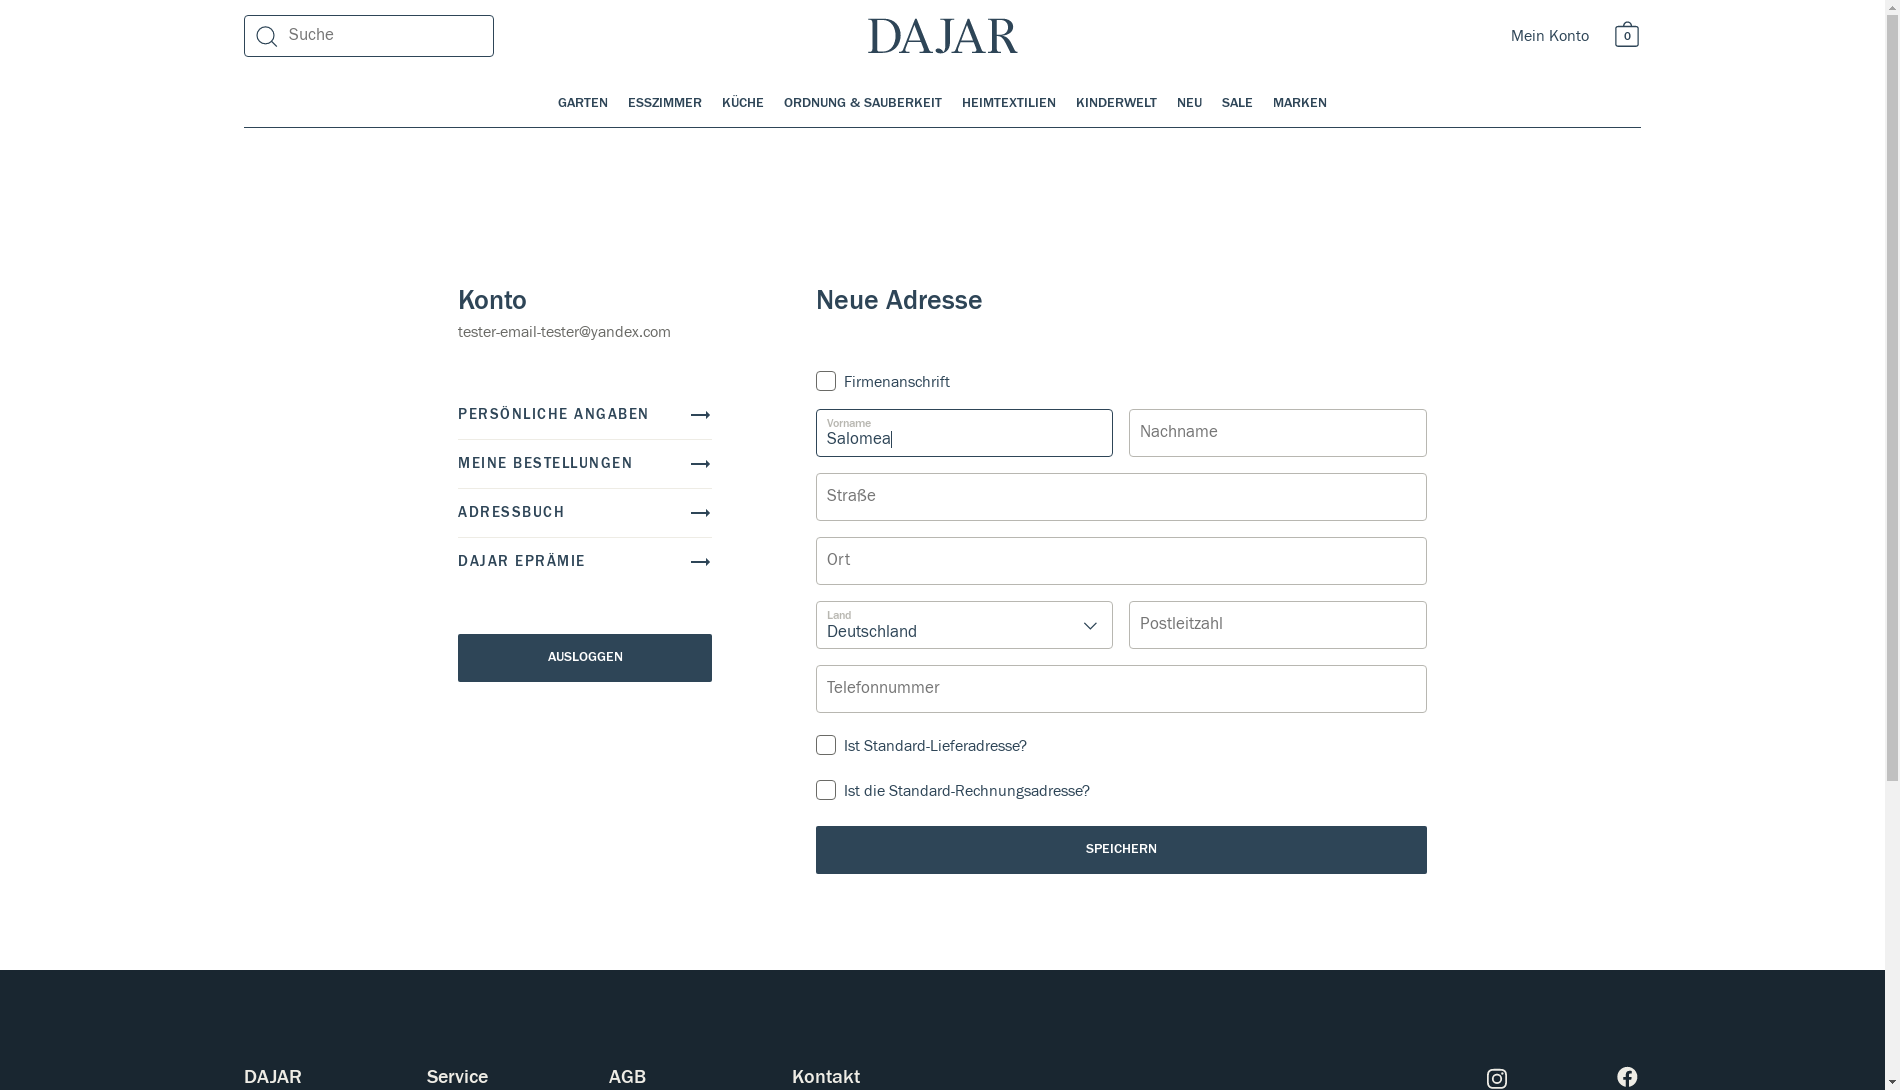 Suche
DAJAR
Mein Konto
0
GARTEN ESSZIMMER KÜCHE ORDNUNG & SAUBERKEIT HEIMTEXTILIEN KINDERWELT NEU SALE MARKEN
Konto
tester-email-tester@yandex.com
PERSÖNLICHE ANGABEN
MEINE BESTELLUNGEN
ADRESSBUCH
DAJAR EPRÄMIE
AUSLOGGEN
Neue Adresse
Firmenanschrift
Vorname
Salomea
Nachname
Straße
Ort
Land
Deutschland
Postleitzahl
Telefonnummer
Ist Standard-Lieferadresse?
Ist die Standard-Rechnungsadresse?
SPEICHERN
DAJAR Service AGB Kontakt